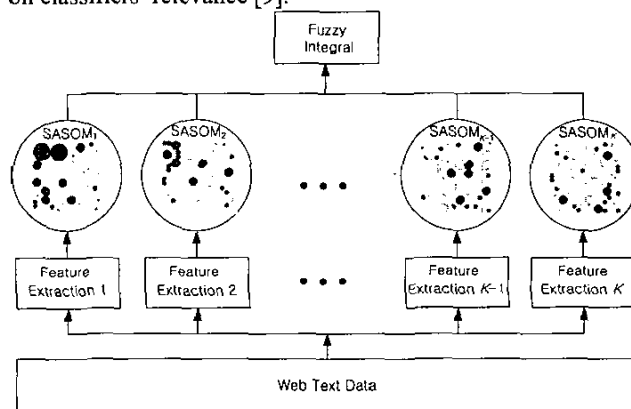 on classifiers' relevance [9].
Fuzzy
Integral
SASOM1
SASOM2
SASOMK-1
SASOMK
Feature
Extraction 1
Feature
Extraction 2
Feature
Extraction K-1
Feature
Extraction K
Web Text Data